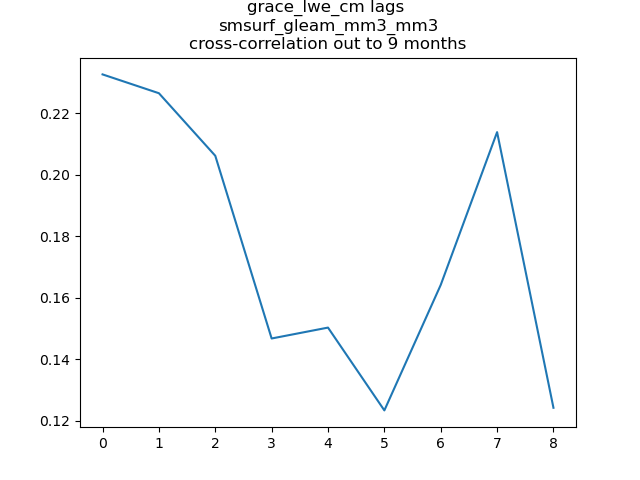 grace_lwe_cm lags
smsurf_gleam_mm3_mm3
cross-correlation out to 9 months
0.22
0.20
0.18
0.16
0.14
0.12
0 1 2 3 4 5 6 7 8